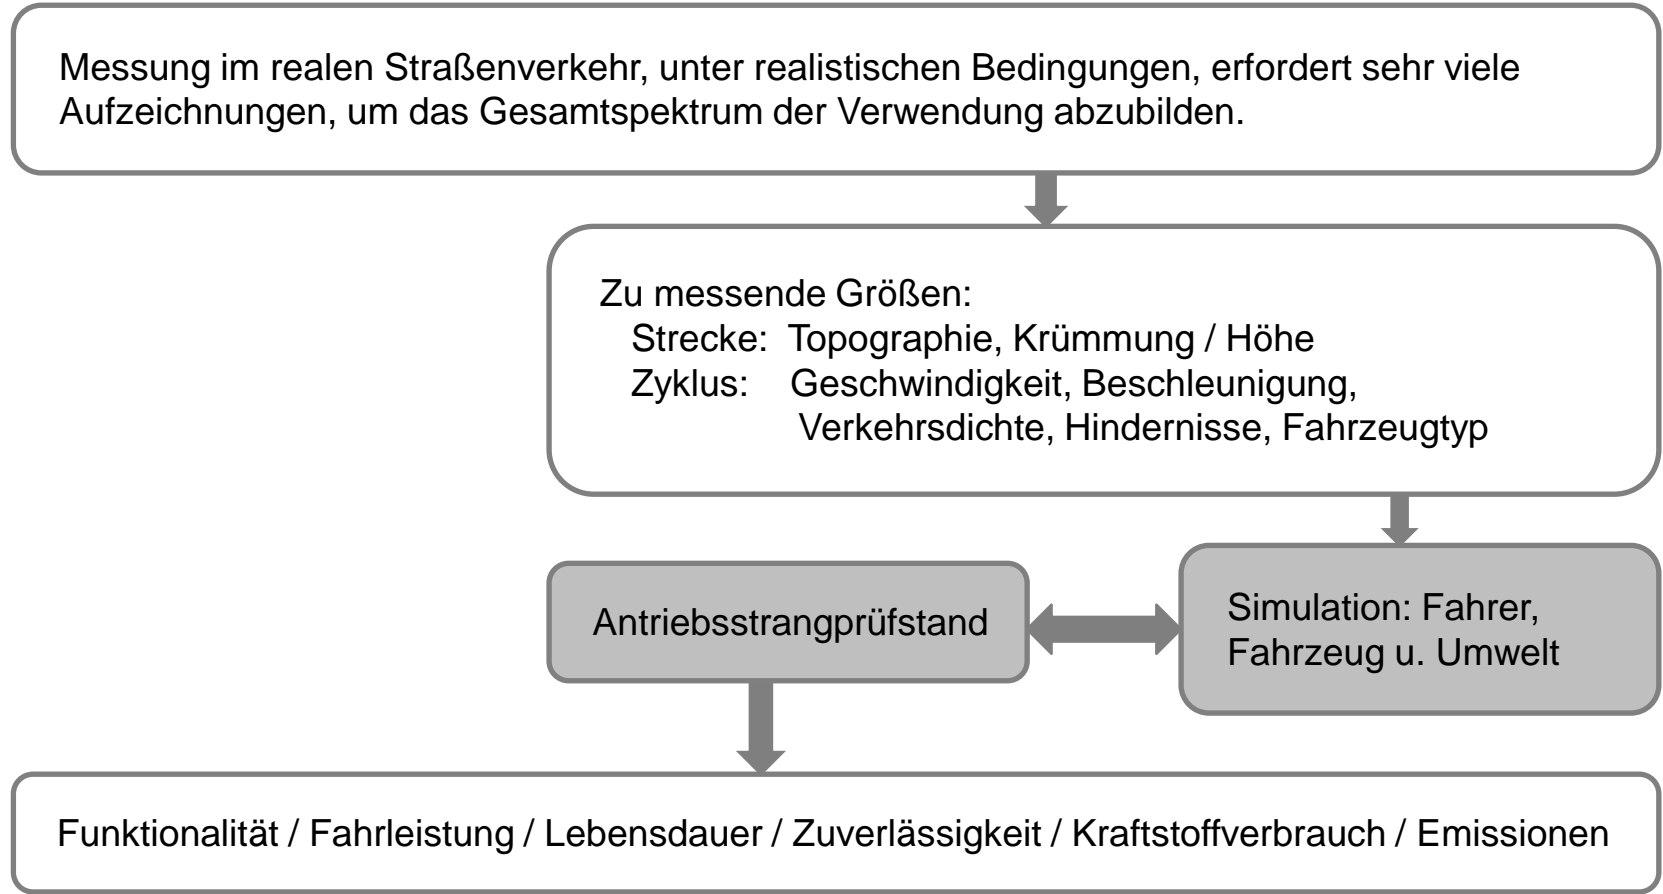 Messung im realen Straßenverkehr, unter realistischen Bedingungen, erfordert sehr viele
Aufzeichnungen, um das Gesamtspektrum der Verwendung abzubilden.
Zu messende Größen:
Strecke: Topographie, Krümmung / Höhe
Zyklus: Geschwindigkeit, Beschleunigung,
Verkehrsdichte, Hindernisse, Fahrzeugtyp
Antriebsstrangprüfstand
Simulation: Fahrer,
Fahrzeug u. Umwelt
Funktionalität / Fahrleistung / Lebensdauer / Zuverlässigkeit / Kraftstoffverbrauch / Emissionen